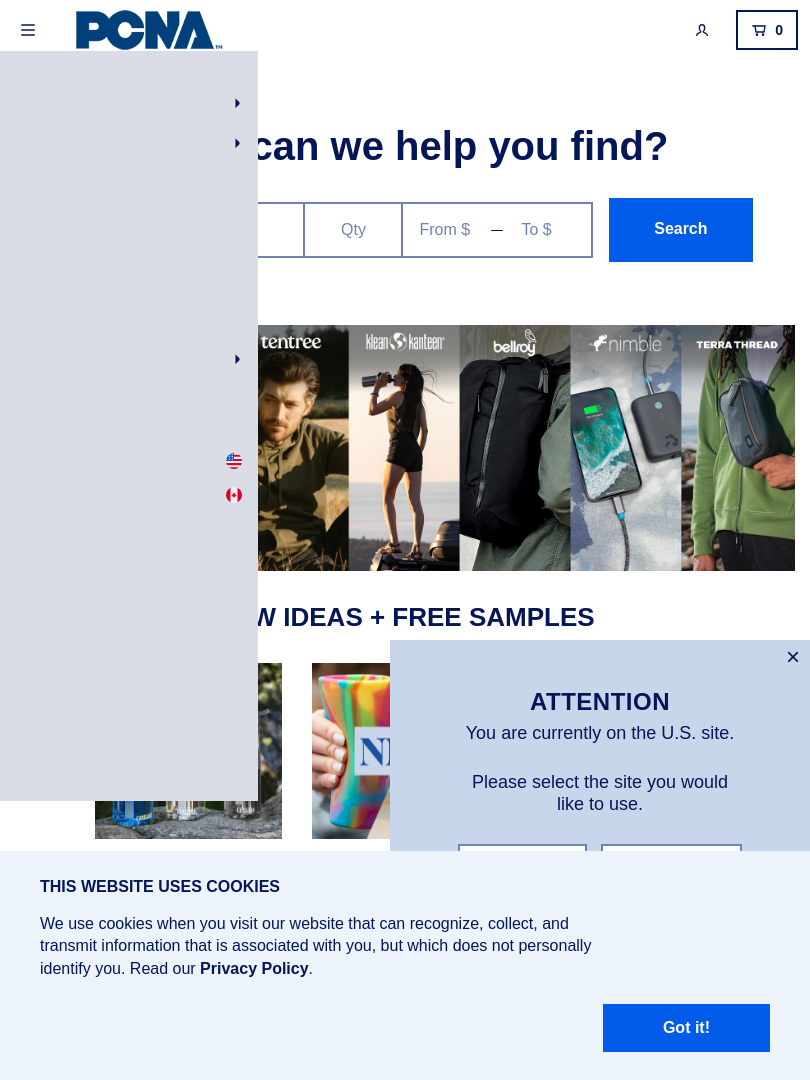 PCNA TM
0
can we help you find?
Qty
From $ — To $
Search
tentree
klean kanteen
bellroy
nimble
TERRA THREAD
W IDEAS + FREE SAMPLES
ATTENTION
You are currently on the U.S. site.
Please select the site you would
like to use.
THIS WEBSITE USES COOKIES
We use cookies when you visit our website that can recognize, collect, and
transmit information that is associated with you, but which does not personally
identify you. Read our Privacy Policy.
Got it!